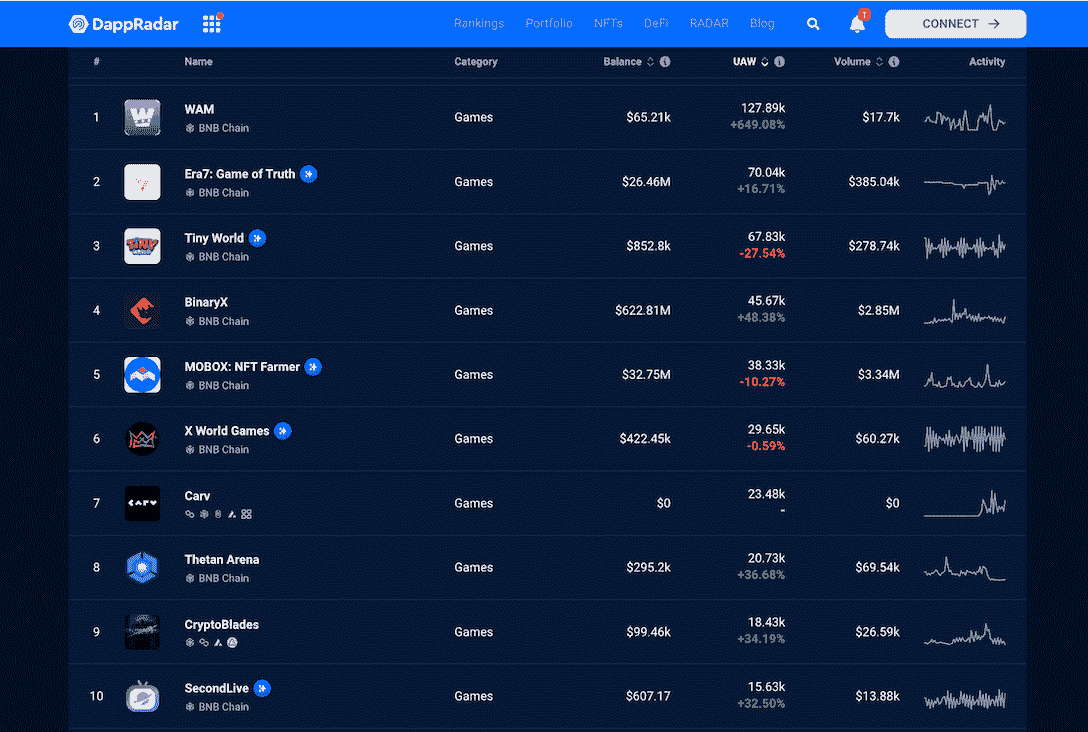 DappRadar
Rankings Portfolio NFTs DeFi RADAR Blog 1 CONNECT →
# Name Category Balance UAW Volume Activity
1 WAM Games $65.21k 127.89k $17.7k
BNB Chain +649.08%
2 Era7: Game of Truth Games $26.46M 70.04k $385.04k
BNB Chain +16.71%
3 Tiny World Games $852.8k 67.83k $278.74k
BNB Chain -27.54%
4 BinaryX Games $622.81M 45.67k $2.85M
BNB Chain +48.38%
5 MOBOX: NFT Farmer Games $32.75M 38.33k $3.34M
BNB Chain -10.27%
6 X World Games Games $422.45k 29.65k $60.27k
BNB Chain -0.59%
7 Carv Games $0 23.48k $0
-
8 Thetan Arena Games $295.2k 20.73k $69.54k
BNB Chain +36.68%
9 CryptoBlades Games $99.46k 18.43k $26.59k
+34.19%
10 SecondLive Games $607.17 15.63k $13.88k
BNB Chain +32.50%